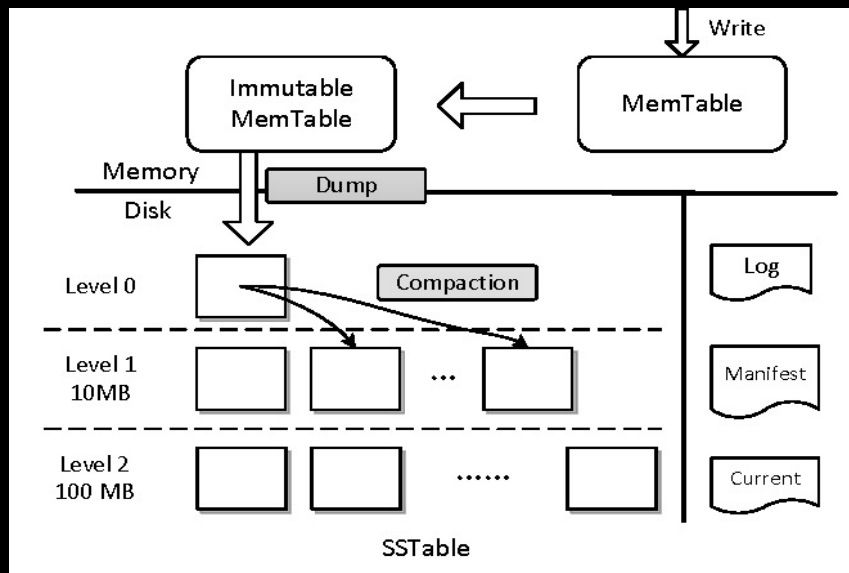 Write
Immutable
MemTable
MemTable
Memory
Dump
Disk
Level 0
Compaction
Log
Level 1
10MB
...
Manifest
Level 2
100 MB
......
Current
SSTable